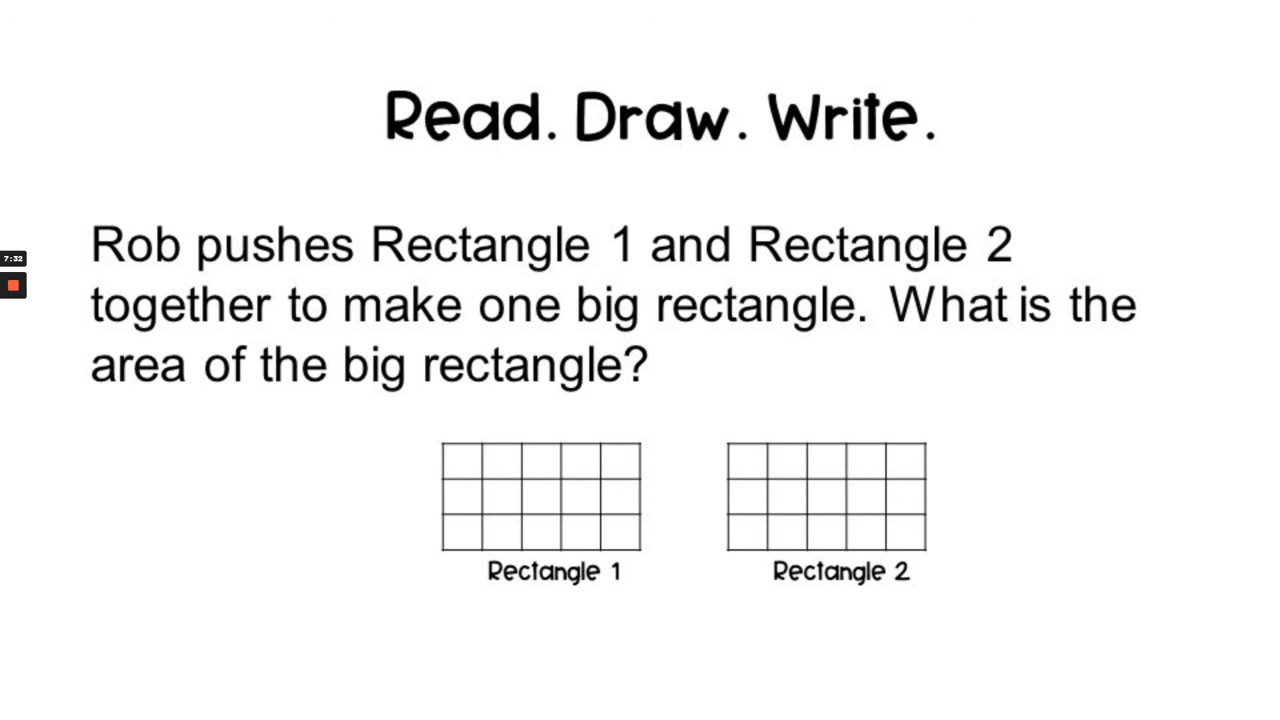 Read. Draw. Write.
Rob pushes Rectangle 1 and Rectangle 2
together to make one big rectangle. What is the
area of the big rectangle?
7:32
Rectangle 1
Rectangle 2